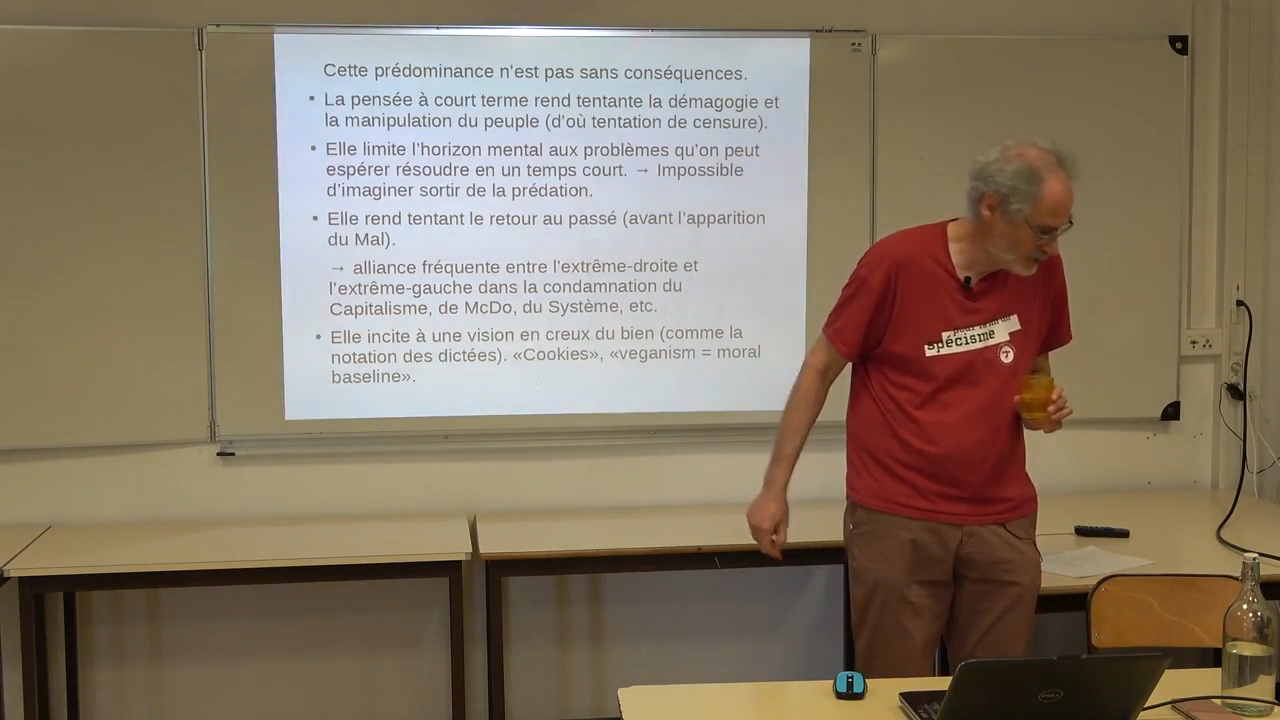 Cette prédominance n’est pas sans conséquences.
• La pensée à court terme rend tentante la démagogie et
la manipulation du peuple (d’où tentation de censure).
• Elle limite l’horizon mental aux problèmes qu’on peut
espérer résoudre en un temps court. → Impossible
d’imaginer sortir de la prédation.
• Elle rend tentant le retour au passé (avant l’apparition
du Mal).
→ alliance fréquente entre l’extrême-droite et
l’extrême-gauche dans la condamnation du
Capitalisme, de McDo, du Système, etc.
• Elle incite à une vision en creux du bien (comme la
notation des dictées). «Cookies», «veganism = moral
baseline».
pour
spécisme
DELL